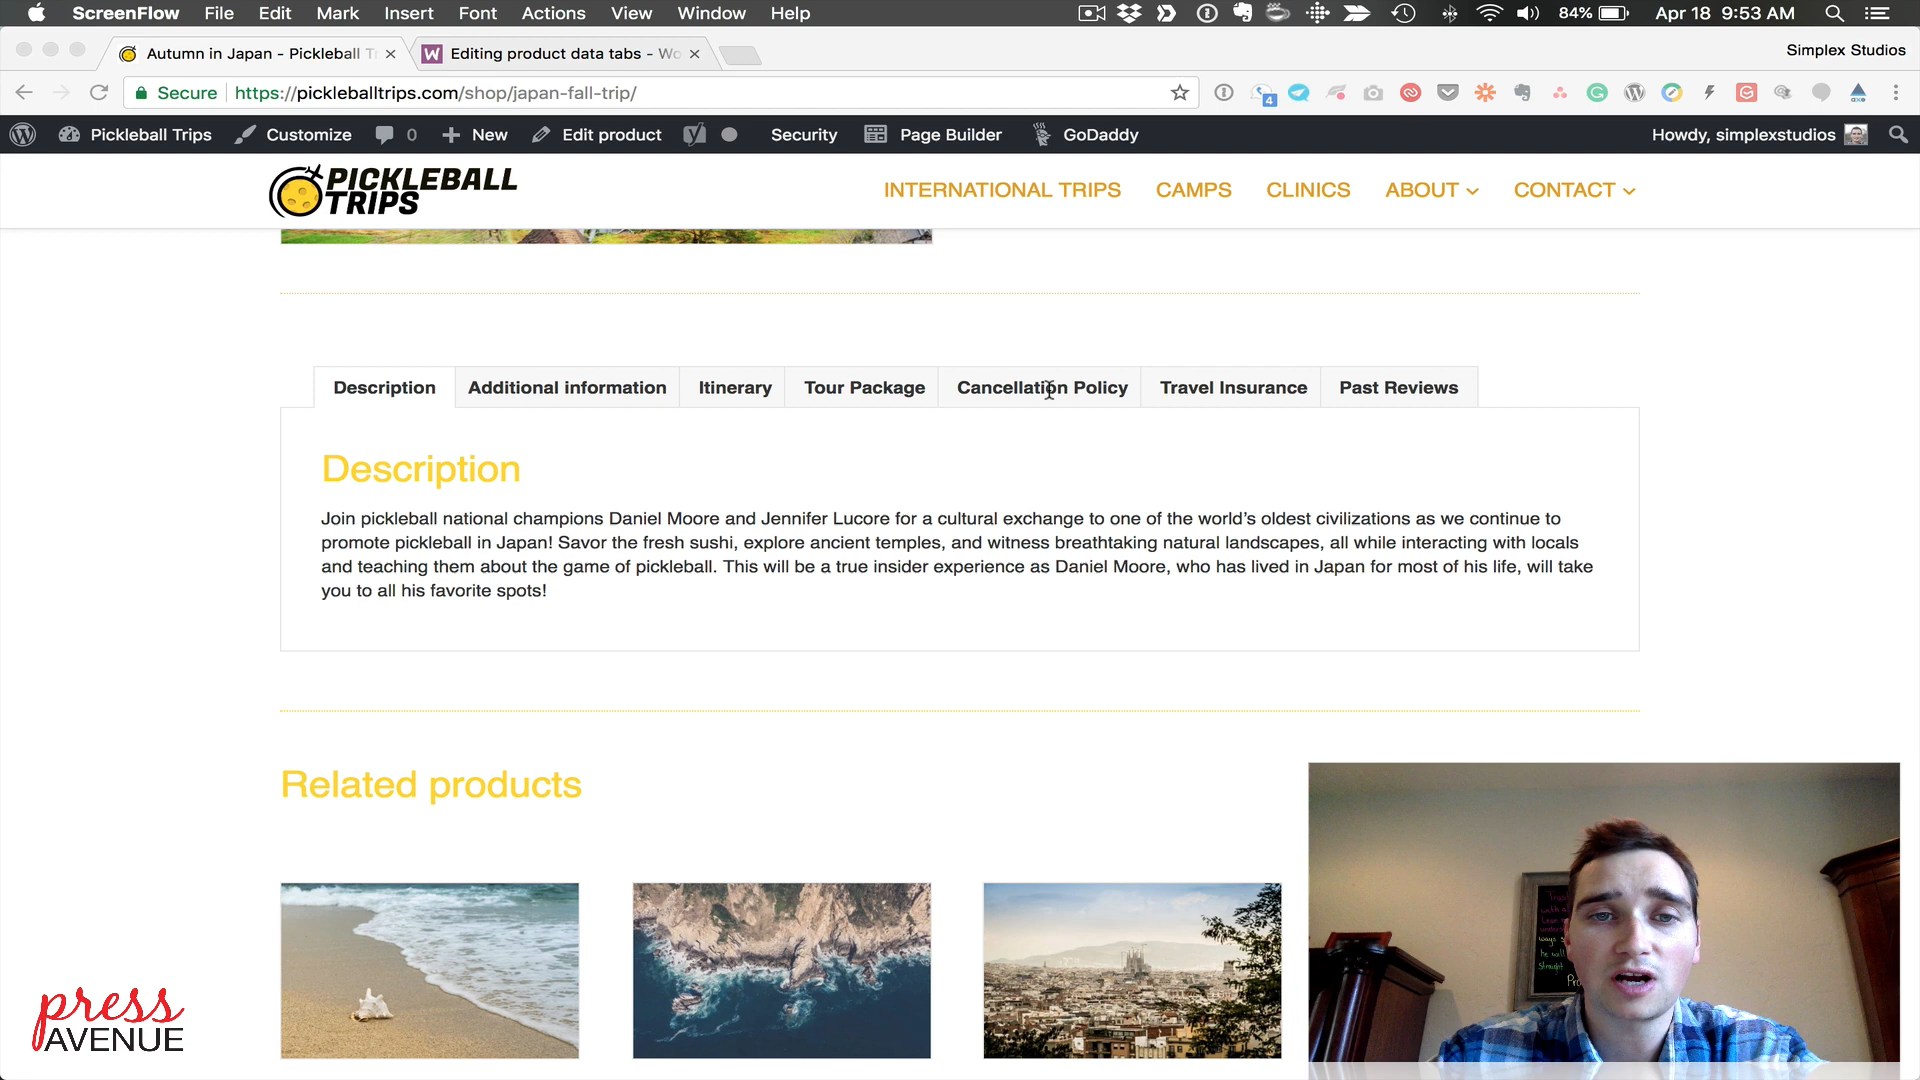 ScreenFlow File Edit Mark Insert Font Actions View Window Help 84% Apr 18 9:53 AM
Autumn in Japan - Pickleball Editing product data tabs - Simplex Studios
Secure https://pickleballtrips.com/shop/japan-fall-trip/ 4
Pickleball Trips Customize 0 New Edit product Security Page Builder GoDaddy Howdy, simplexstudios
PICKLEBALL
TRIPS
INTERNATIONAL TRIPS CAMPS CLINICS ABOUT CONTACT
Description Additional information Itinerary Tour Package Cancellation Policy Travel Insurance Past Reviews
Description
Join pickleball national champions Daniel Moore and Jennifer Lucore for a cultural exchange to one of the world's oldest civilizations as we continue to
promote pickleball in Japan! Savor the fresh sushi, explore ancient temples, and witness breathtaking natural landscapes, all while interacting with locals
and teaching them about the game of pickleball. This will be a true insider experience as Daniel Moore, who has lived in Japan for most of his life, will take
you to all his favorite spots!
Related products
press
AVENUE